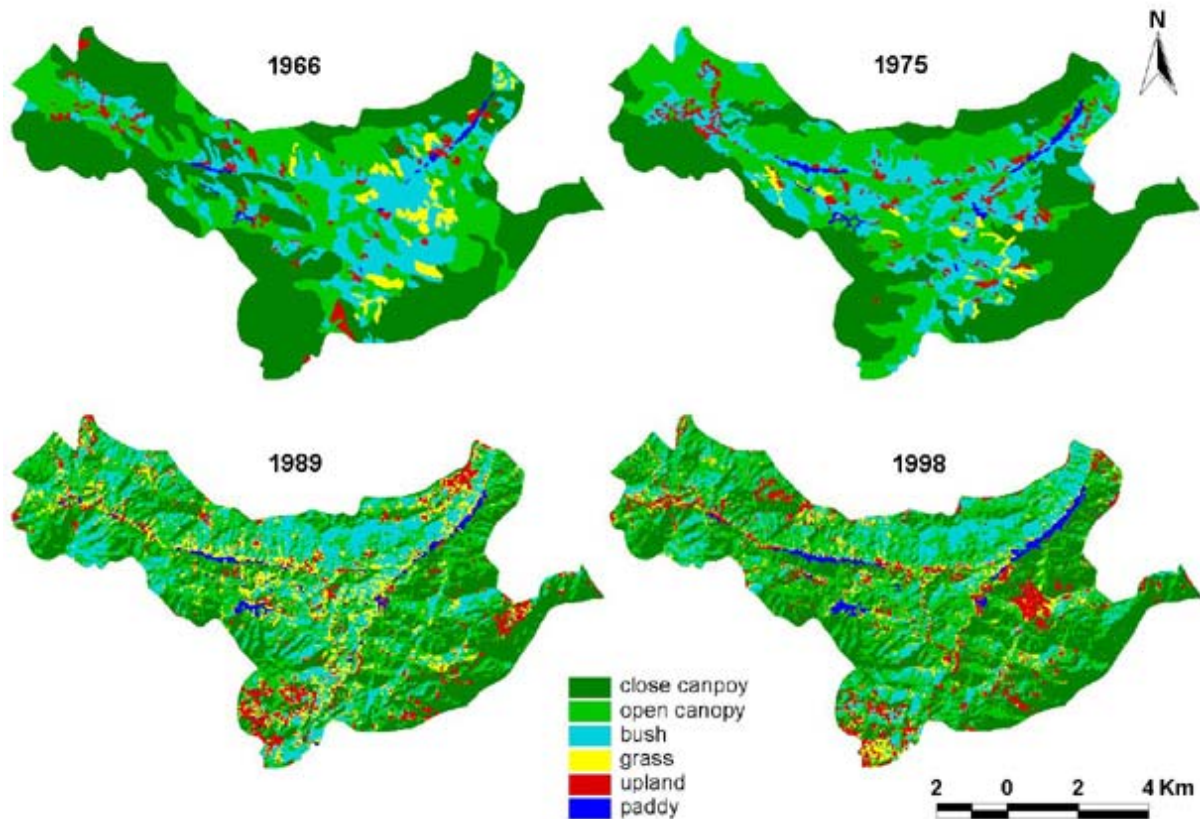 N
1966
1975
1989
1998
close canpoy
open canopy
bush
grass
upland
paddy
2 0 2 4 Km